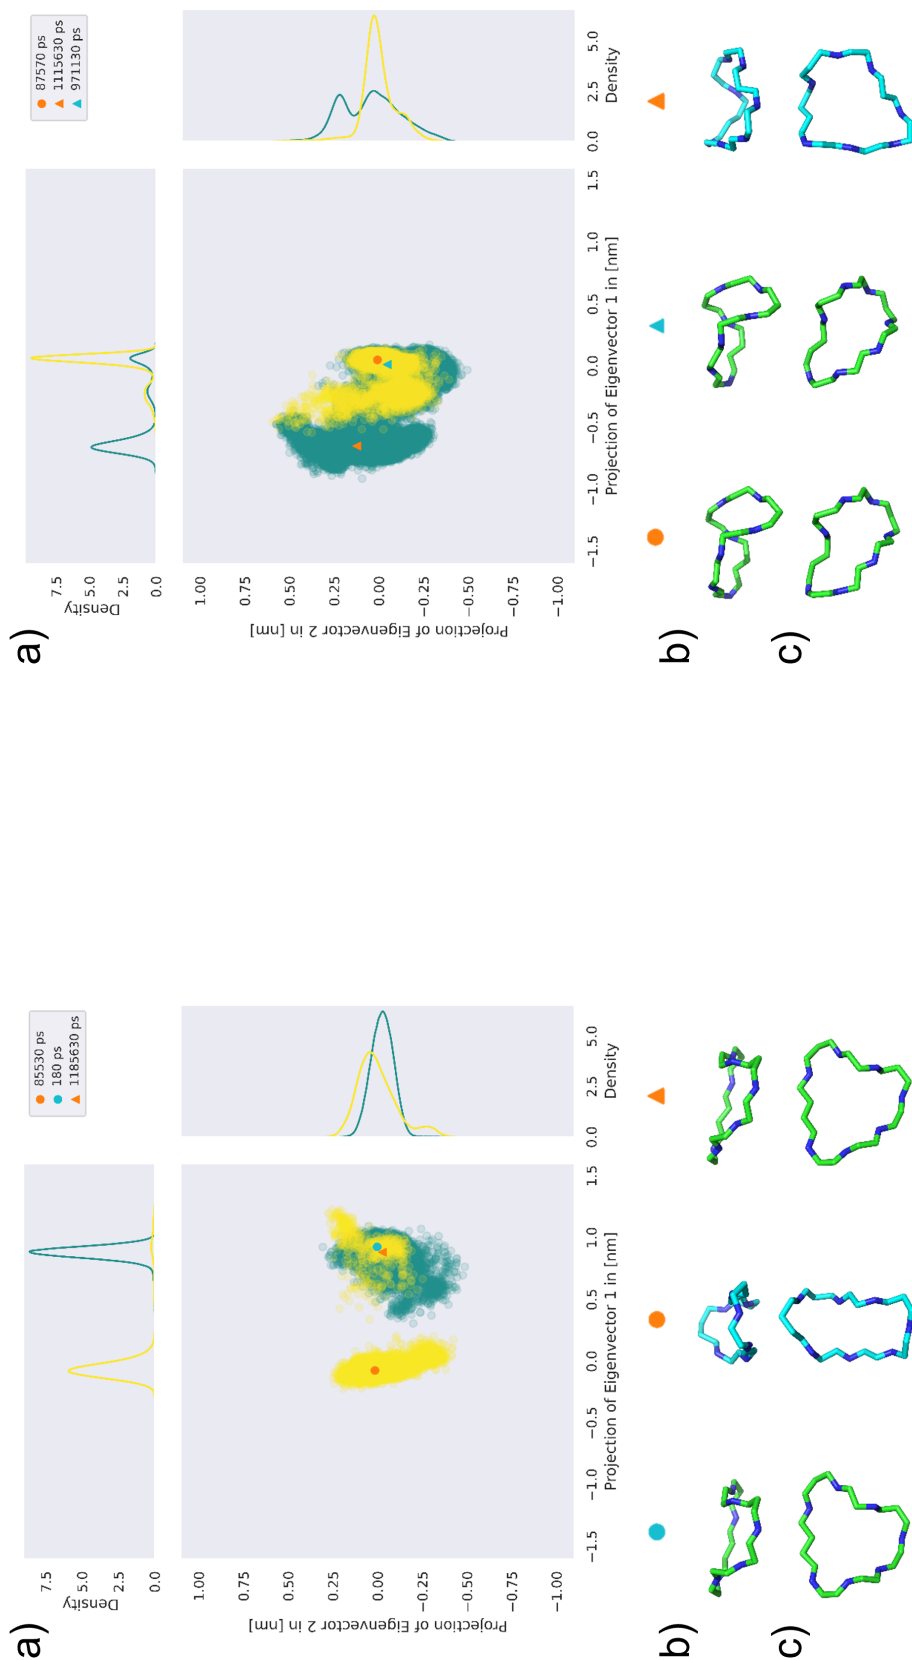 a)
7.5
5.0
2.5
0.0
Density
85530 ps
180 ps
1185630 ps
1.00
0.75
0.50
0.25
0.00
−0.25
−0.50
−0.75
−1.00
Projection of Eigenvector 2 in [nm]
−1.5
−1.0
−0.5
0.0
0.5
1.0
1.5
Projection of Eigenvector 1 in [nm]
0.0
2.5
5.0
Density
b)
c)
a)
7.5
5.0
2.5
0.0
Density
87570 ps
1115630 ps
971130 ps
1.00
0.75
0.50
0.25
0.00
−0.25
−0.50
−0.75
−1.00
Projection of Eigenvector 2 in [nm]
−1.5
−1.0
−0.5
0.0
0.5
1.0
1.5
Projection of Eigenvector 1 in [nm]
0.0
2.5
5.0
Density
b)
c)